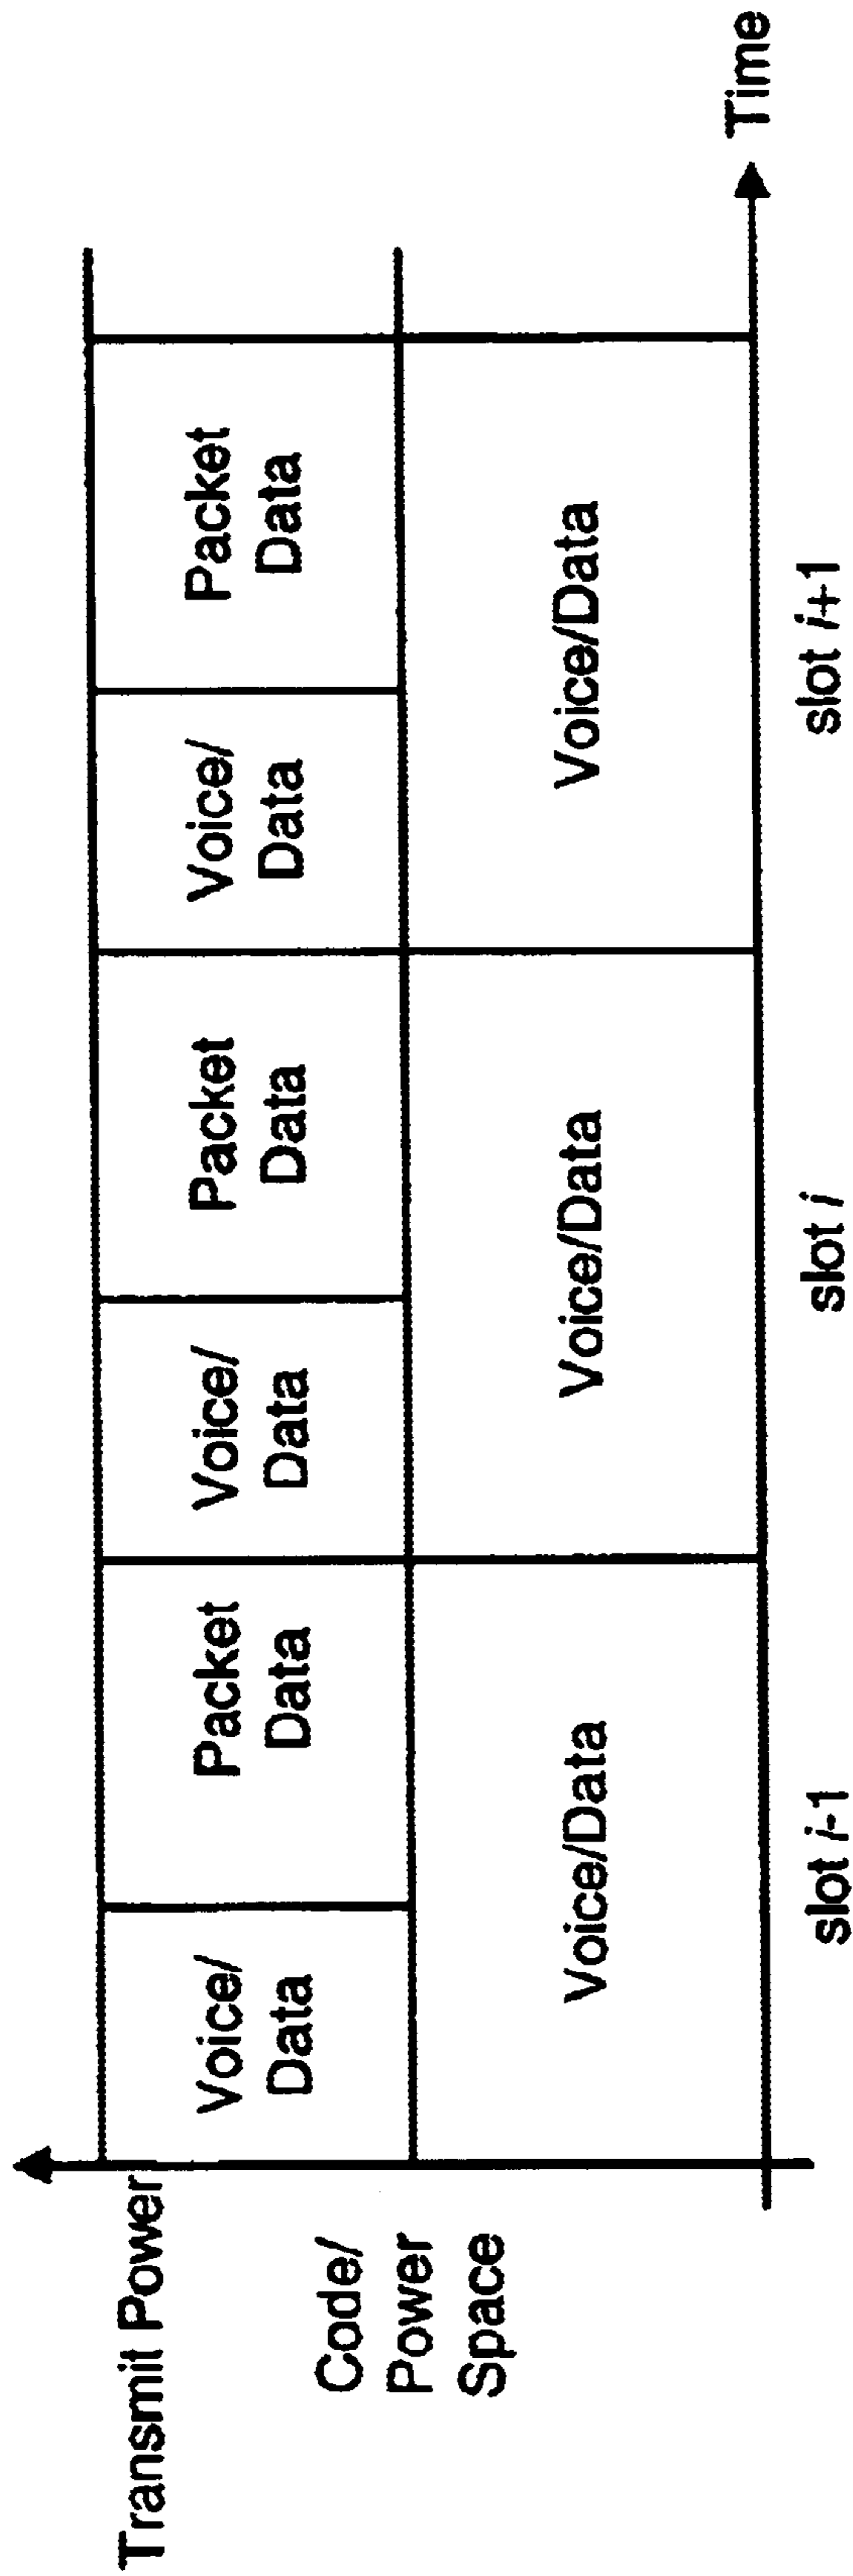 Transmit Power
Code/
Power
Space
Voice/
Data
Packet
Data
Voice/
Data
Packet
Data
Voice/
Data
Packet
Data
Voice/Data
Voice/Data
Voice/Data
slot i-1
slot i
slot i+1
Time